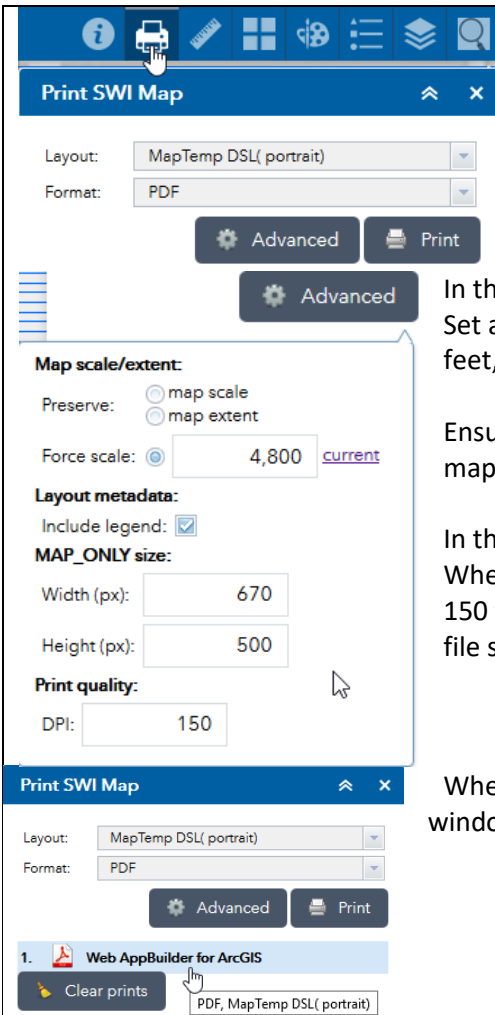 Print SWI Map
Layout: MapTemp DSL( portrait)
Format: PDF
Advanced Print
Advanced
Map scale/extent:
Preserve: map scale
map extent
Force scale: 4,800 current
Layout metadata:
Include legend:
MAP_ONLY size:
Width (px): 670
Height (px): 500
Print quality:
DPI: 150
In th
Set a
feet,
Ensu
map
In th
Whe
150
file s
Print SWI Map
Layout: MapTemp DSL( portrait)
Format: PDF
Advanced Print
1. Web AppBuilder for ArcGIS
Clear prints
PDF, MapTemp DSL( portrait)
Whe
windo